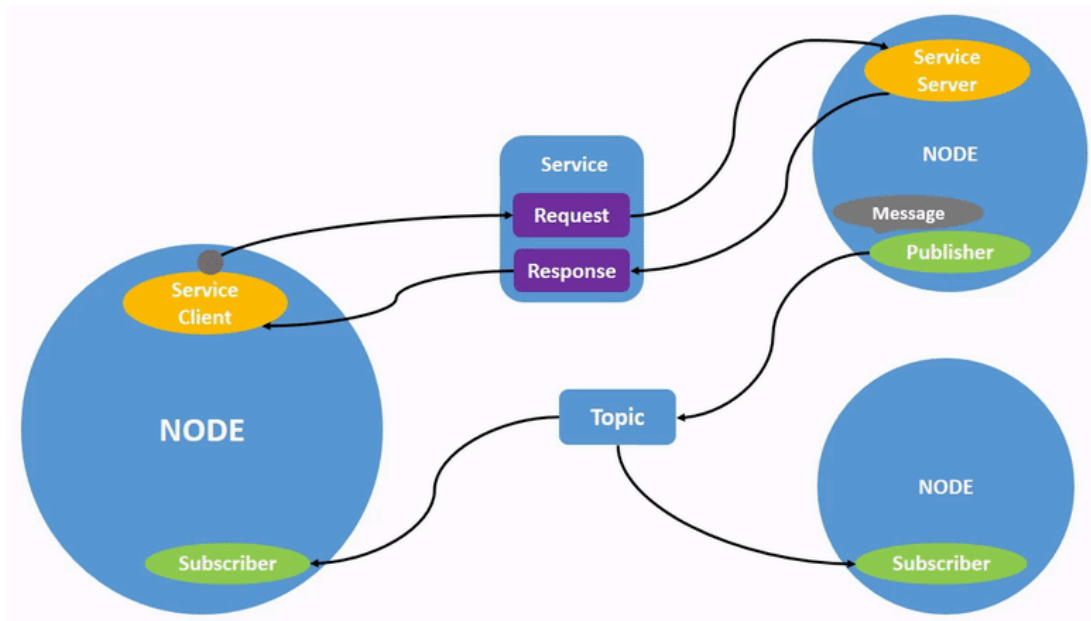 Service
Server
NODE
Message
Publisher
Service
Request
Response
Service
Client
NODE
Subscriber
Topic
NODE
Subscriber